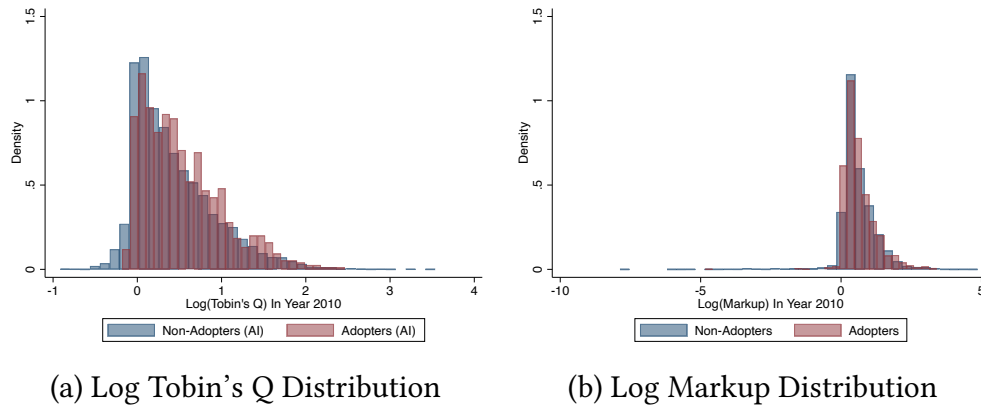 1.5
1
.5
0
Density
-1 0 1 2 3 4
Log(Tobin's Q) In Year 2010
Non-Adopters (AI) Adopters (AI)
(a) Log Tobin's Q Distribution
1.5
1
.5
0
Density
-10 -5 0 5
Log(Markup) In Year 2010
Non-Adopters Adopters
(b) Log Markup Distribution